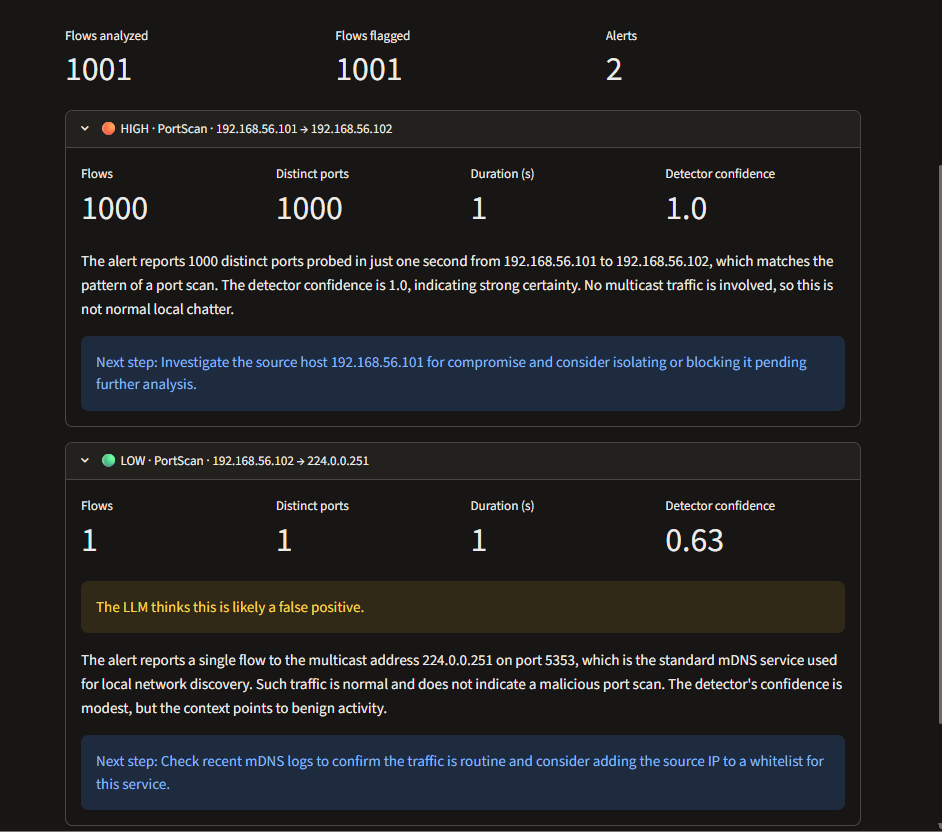 Flows analyzed
Flows flagged
Alerts
1001
1001
2
HIGH · PortScan · 192.168.56.101 → 192.168.56.102
Flows
Distinct ports
Duration (s)
Detector confidence
1000
1000
1
1.0
The alert reports 1000 distinct ports probed in just one second from 192.168.56.101 to 192.168.56.102, which matches the
pattern of a port scan. The detector confidence is 1.0, indicating strong certainty. No multicast traffic is involved, so this is
not normal local chatter.
Next step: Investigate the source host 192.168.56.101 for compromise and consider isolating or blocking it pending
further analysis.
LOW · PortScan · 192.168.56.102 → 224.0.0.251
Flows
Distinct ports
Duration (s)
Detector confidence
1
1
1
0.63
The LLM thinks this is likely a false positive.
The alert reports a single flow to the multicast address 224.0.0.251 on port 5353, which is the standard mDNS service used
for local network discovery. Such traffic is normal and does not indicate a malicious port scan. The detector's confidence is
modest, but the context points to benign activity.
Next step: Check recent mDNS logs to confirm the traffic is routine and consider adding the source IP to a whitelist for
this service.